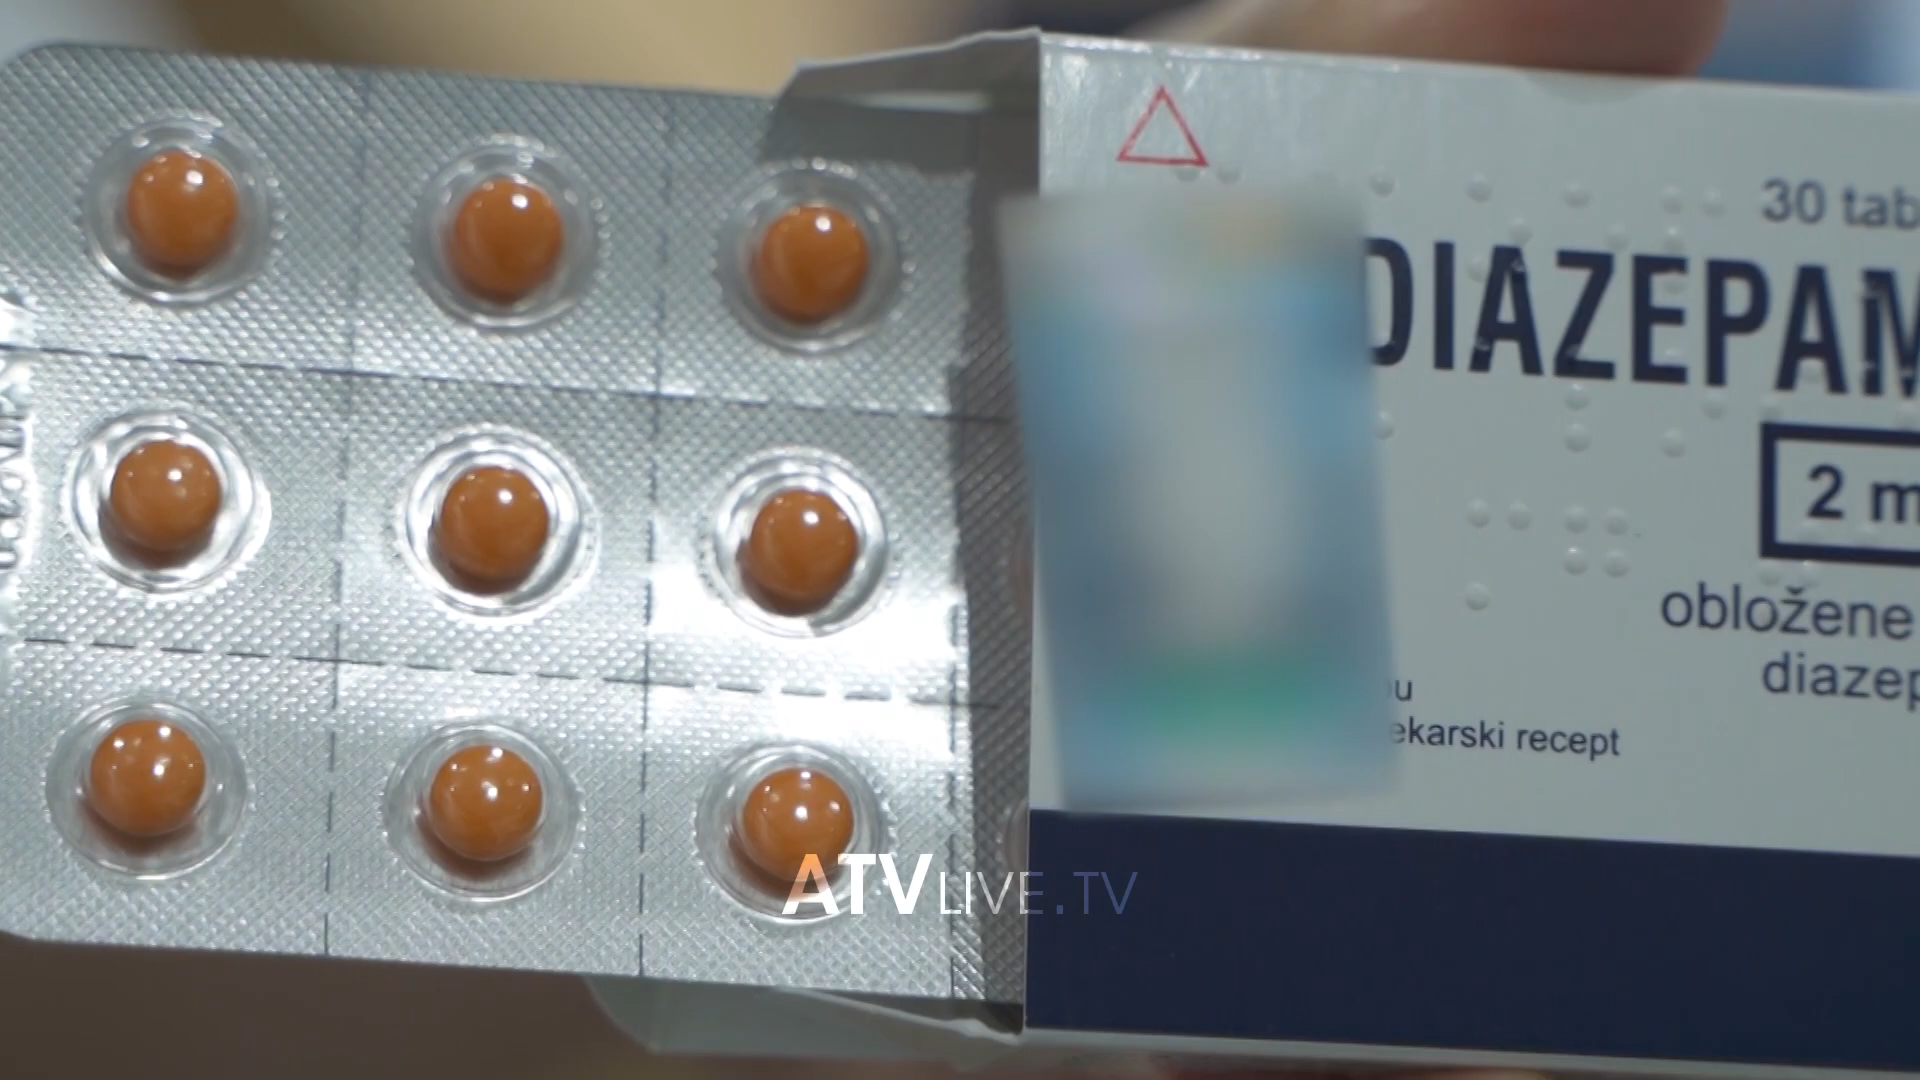 30 tab
DIAZEPAM
2 m
obložene
diazep
ekarski recept
ATVLIVE.TV